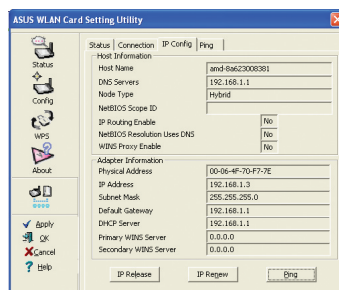 ASUS WLAN Card Setting Utility
Status Connection IP Config Ping
Host Information
Host Name amd-8a623008381
DNS Servers 192.168.1.1
Node Type Hybrid
NetBIOS Scope ID
IP Routing Enable No
NetBIOS Resolution Uses DNS No
WINS Proxy Enable No
Adapter Information
Physical Address 00-06-4F-70-F7-7E
IP Address 192.168.1.3
Subnet Mask 255.255.255.0
Default Gateway 192.168.1.1
DHCP Server 192.168.1.1
Primary WINS Server 0.0.0.0
Secondary WINS Server 0.0.0.0
IP Release IP Renew Ping
Status
Config
WPS
About
Apply
OK
Cancel
Help